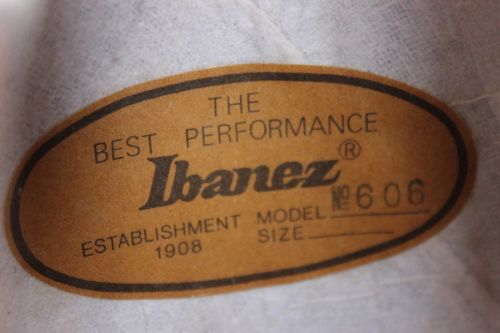 THE
BEST PERFORMANCE
Ibanez®
ESTABLISHMENT MODEL № 606
1908 SIZE